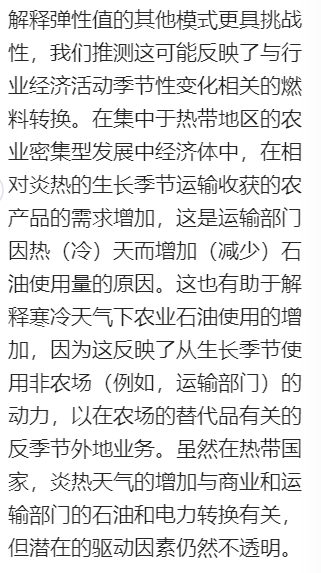 解释弹性值的其他模式更具挑战
性，我们推测这可能反映了与行
业经济活动季节性变化相关的燃
料转换。在集中于热带地区的农
业密集型发展中经济体中，在相
对炎热的生长季节运输收获的农
产品的需求增加，这是运输部门
因热（冷）天而增加（减少）石
油使用量的原因。这也有助于解
释寒冷天气下农业石油使用的增
加，因为这反映了从生长季节使
用非农场（例如，运输部门）的
动力，以在农场的替代品有关的
反季节外地业务。虽然在热带国
家，炎热天气的增加与商业和运
输部门的石油和电力转换有关，
但潜在的驱动因素仍然不透明。